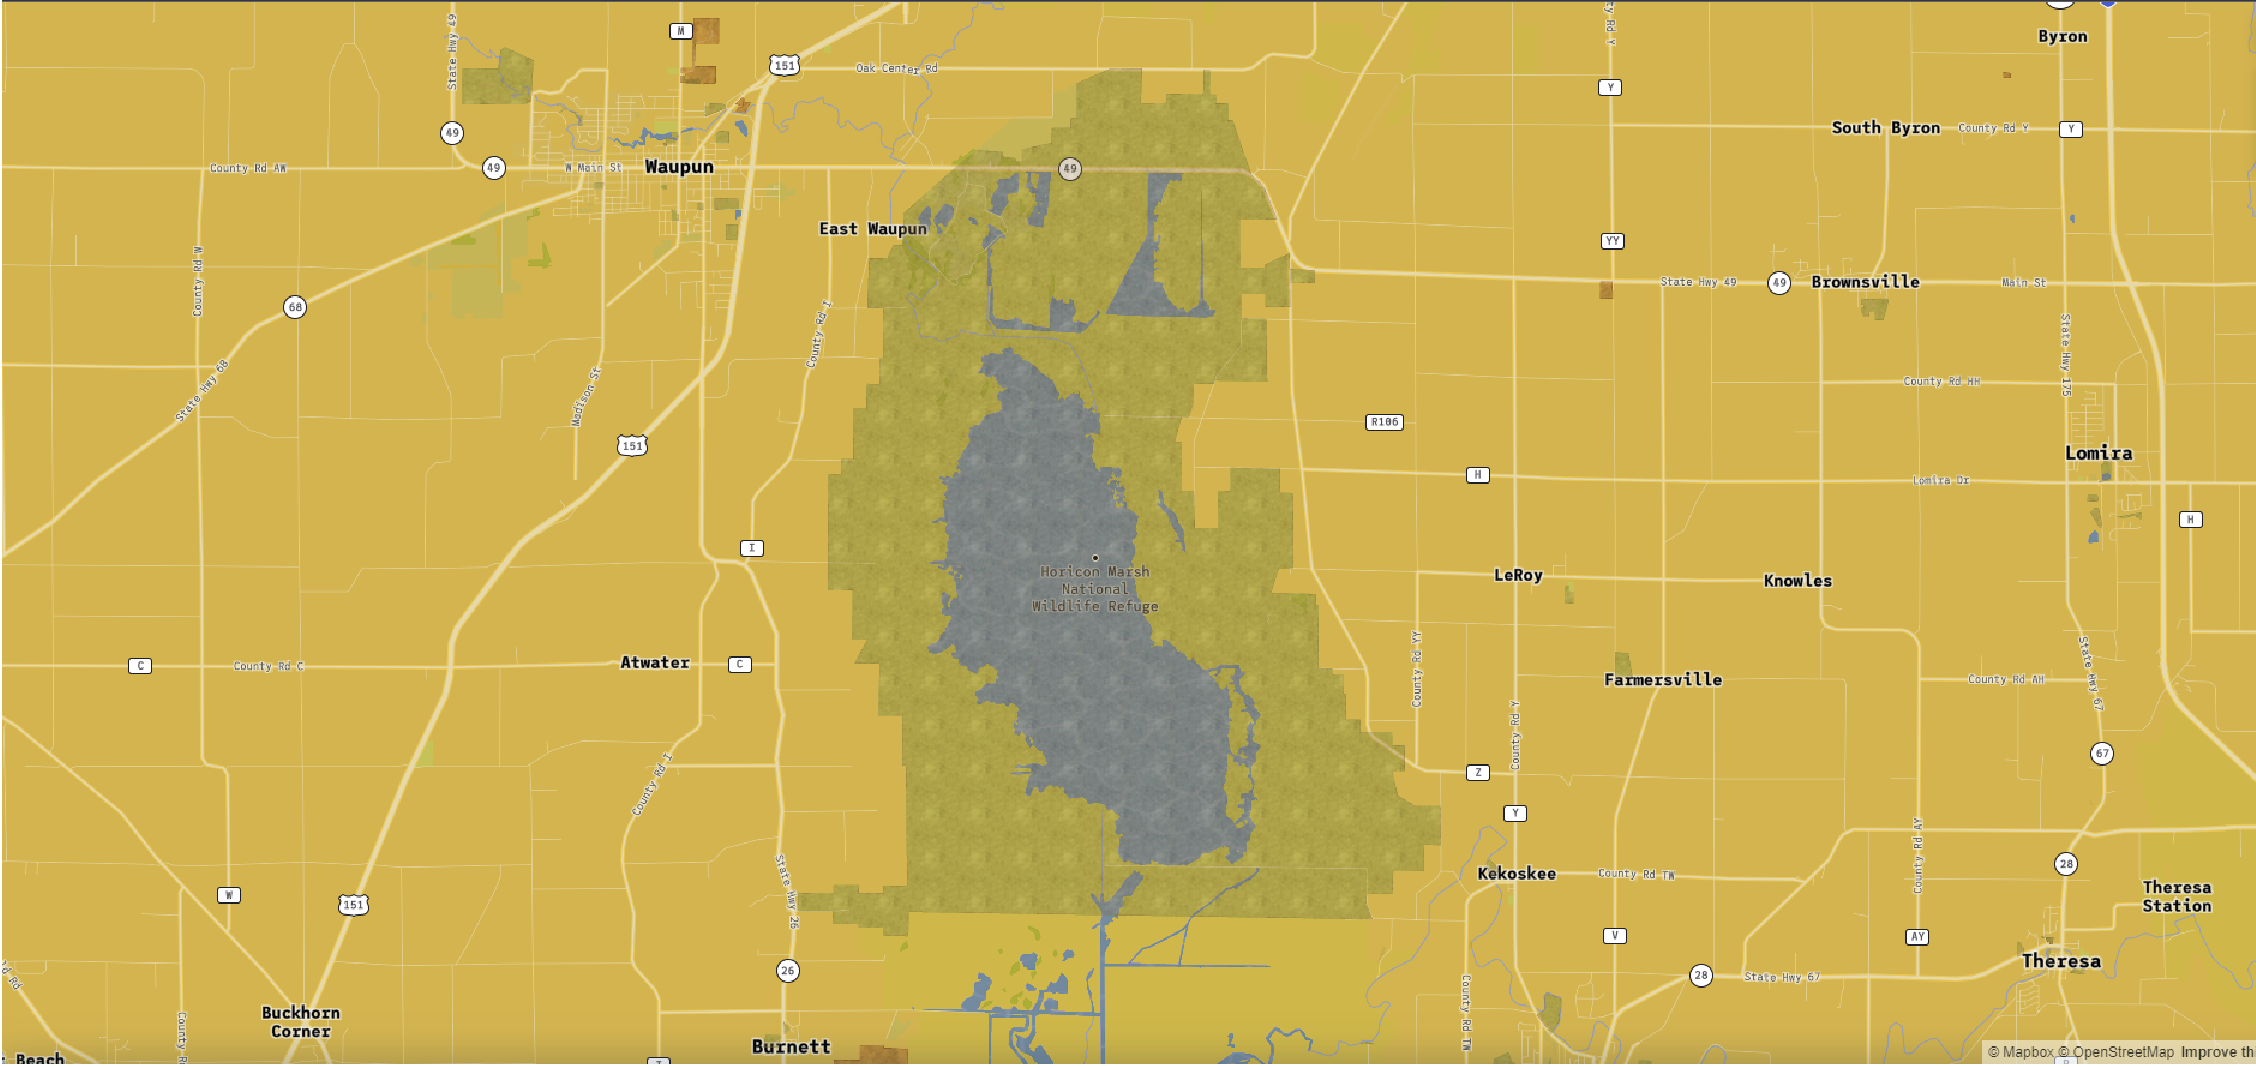 State Hwy 49
M
151
Oak Center Rd
Byron
Y
49
South Byron
County Rd Y
Y
County Rd AW
49
W Main St
Waupun
49
East Waupun
YY
County Rd W
68
State Hwy 49
49
Brownsville
Main St
County Rd I
State Hwy 175
State Hwy 68
Madison St
County Rd HH
R106
151
Lomira
H
Lomira Dr
H
I
Horicon Marsh
National
Wildlife Refuge
LeRoy
Knowles
C
County Rd C
Atwater
C
County Rd YY
Farmersville
County Rd AH
State Hwy 67
County Rd Y
67
County Rd I
Z
Y
County Rd AY
28
State Hwy 26
Kekoskee
County Rd TW
Theresa
Station
W
151
V
AY
26
28
State Hwy 67
Theresa
Buckhorn
Corner
County R
County Rd TW
Burnett
Beach
© Mapbox © OpenStreetMap Improve th